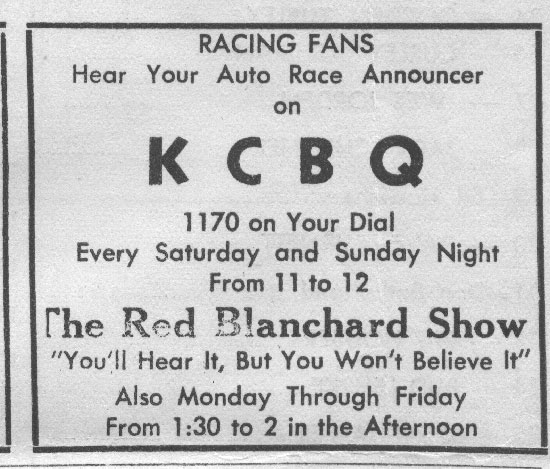 RACING FANS
Hear Your Auto Race Announcer
on
KCBQ
1170 on Your Dial
Every Saturday and Sunday Night
From 11 to 12
The Red Blanchard Show
"You'll Hear It, But You Won't Believe It"
Also Monday Through Friday
From 1:30 to 2 in the Afternoon